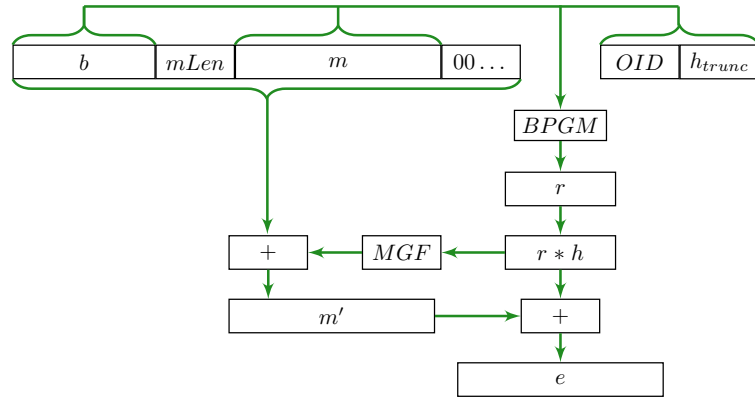 b mLen m 00... OID h_trunc
BPGM
r
+ MGF r * h
m′ +
e